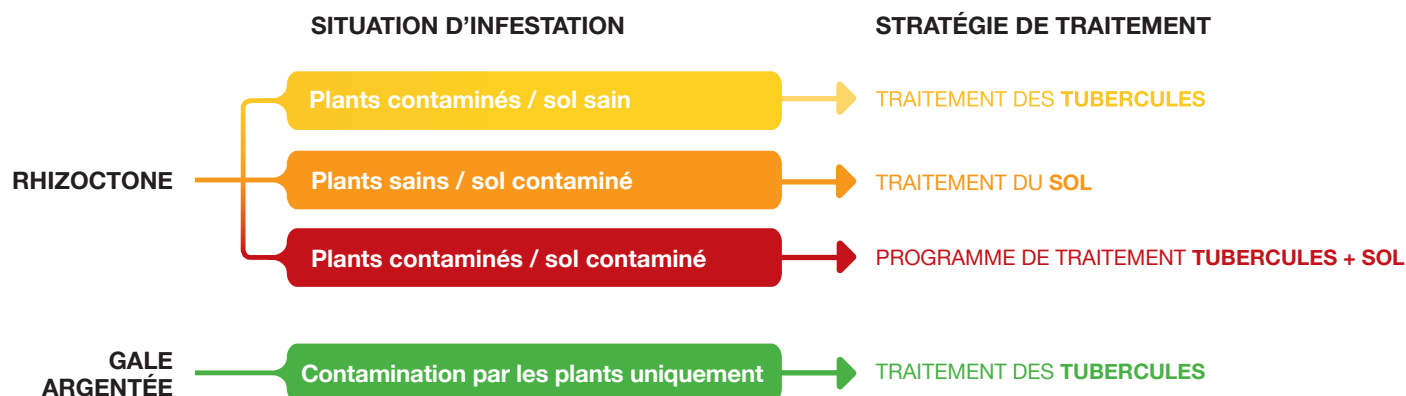 SITUATION D’INFESTATION
STRATÉGIE DE TRAITEMENT
Plants contaminés / sol sain
TRAITEMENT DES TUBERCULES
RHIZOCTONE
Plants sains / sol contaminé
TRAITEMENT DU SOL
Plants contaminés / sol contaminé
PROGRAMME DE TRAITEMENT TUBERCULES + SOL
GALE
ARGENTÉE
Contamination par les plants uniquement
TRAITEMENT DES TUBERCULES